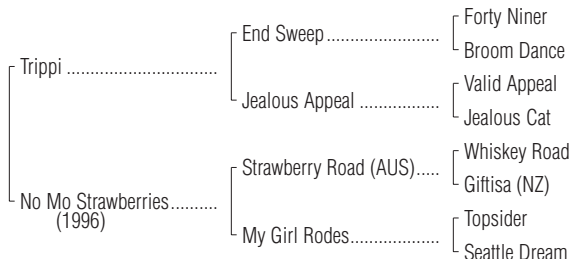 Forty Niner
End Sweep........................
Broom Dance
Trippi ................................
Valid Appeal
Jealous Appeal .................
Jealous Cat
Whiskey Road
Strawberry Road (AUS).....
Giftisa (NZ)
No Mo Strawberries..........
(1996)
Topsider
My Girl Rodes...................
Seattle Dream